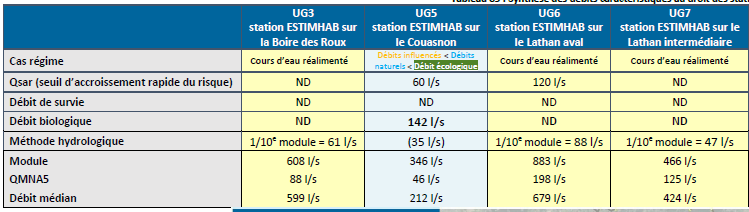 Tableau 63 : Synthèse des débits caractéristiques au droit des stat
UG3 UG5 UG6 UG7
station ESTIMHAB sur station ESTIMHAB sur station ESTIMHAB sur station ESTIMHAB sur le
la Boire des Roux le Couasnon le Lathan aval Lathan intermédiaire
Cas régime Cours d'eau réalimenté Débits influencés < Débits naturels < Débit écologique Cours d'eau réalimenté Cours d'eau réalimenté
Qsar (seuil d'accroissement rapide du risque) ND 60 l/s 120 l/s ND
Débit de survie ND ND ND ND
Débit biologique ND 142 l/s ND ND
Méthode hydrologique 1/10e module = 61 l/s (35 l/s) 1/10e module = 88 l/s 1/10e module = 47 l/s
Module 608 l/s 346 l/s 883 l/s 466 l/s
QMNA5 88 l/s 46 l/s 198 l/s 125 l/s
Débit médian 599 l/s 212 l/s 679 l/s 424 l/s